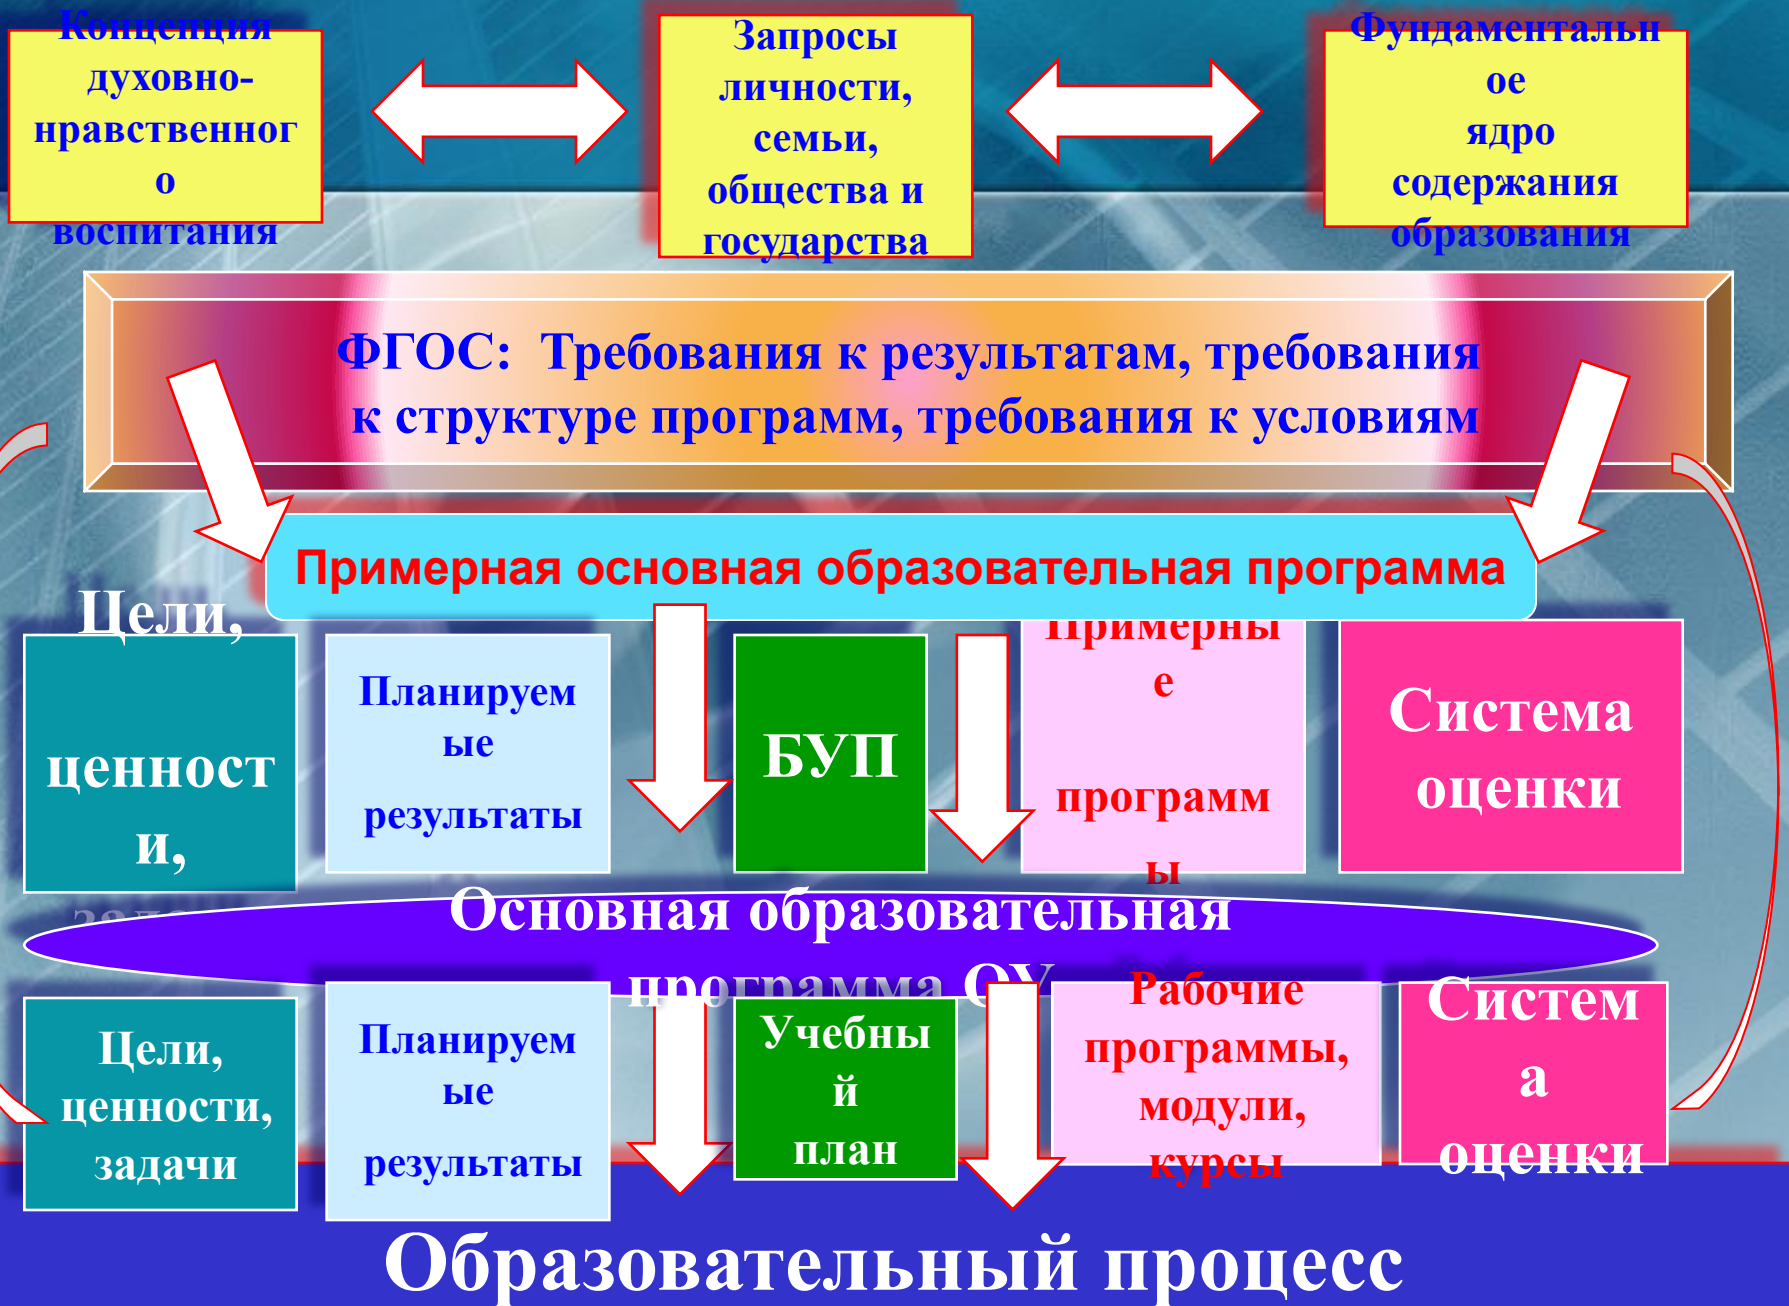 Концепция
духовно-
нравственног
о
воспитания
Запросы
личности,
семьи,
общества и
государства
Фундаментальн
ое
ядро
содержания
образования
ФГОС: Требования к результатам, требования
к структуре программ, требования к условиям
Примерная основная образовательная программа
Цели,
ценност
и,
Планируем
ые
результаты
БУП
Примерны
е
программ
ы
Система
оценки
Основная образовательная
программа ОУ
Цели,
ценности,
задачи
Планируем
ые
результаты
Учебны
й
план
Рабочие
программы,
модули,
курсы
Систем
а
оценки
Образовательный процесс